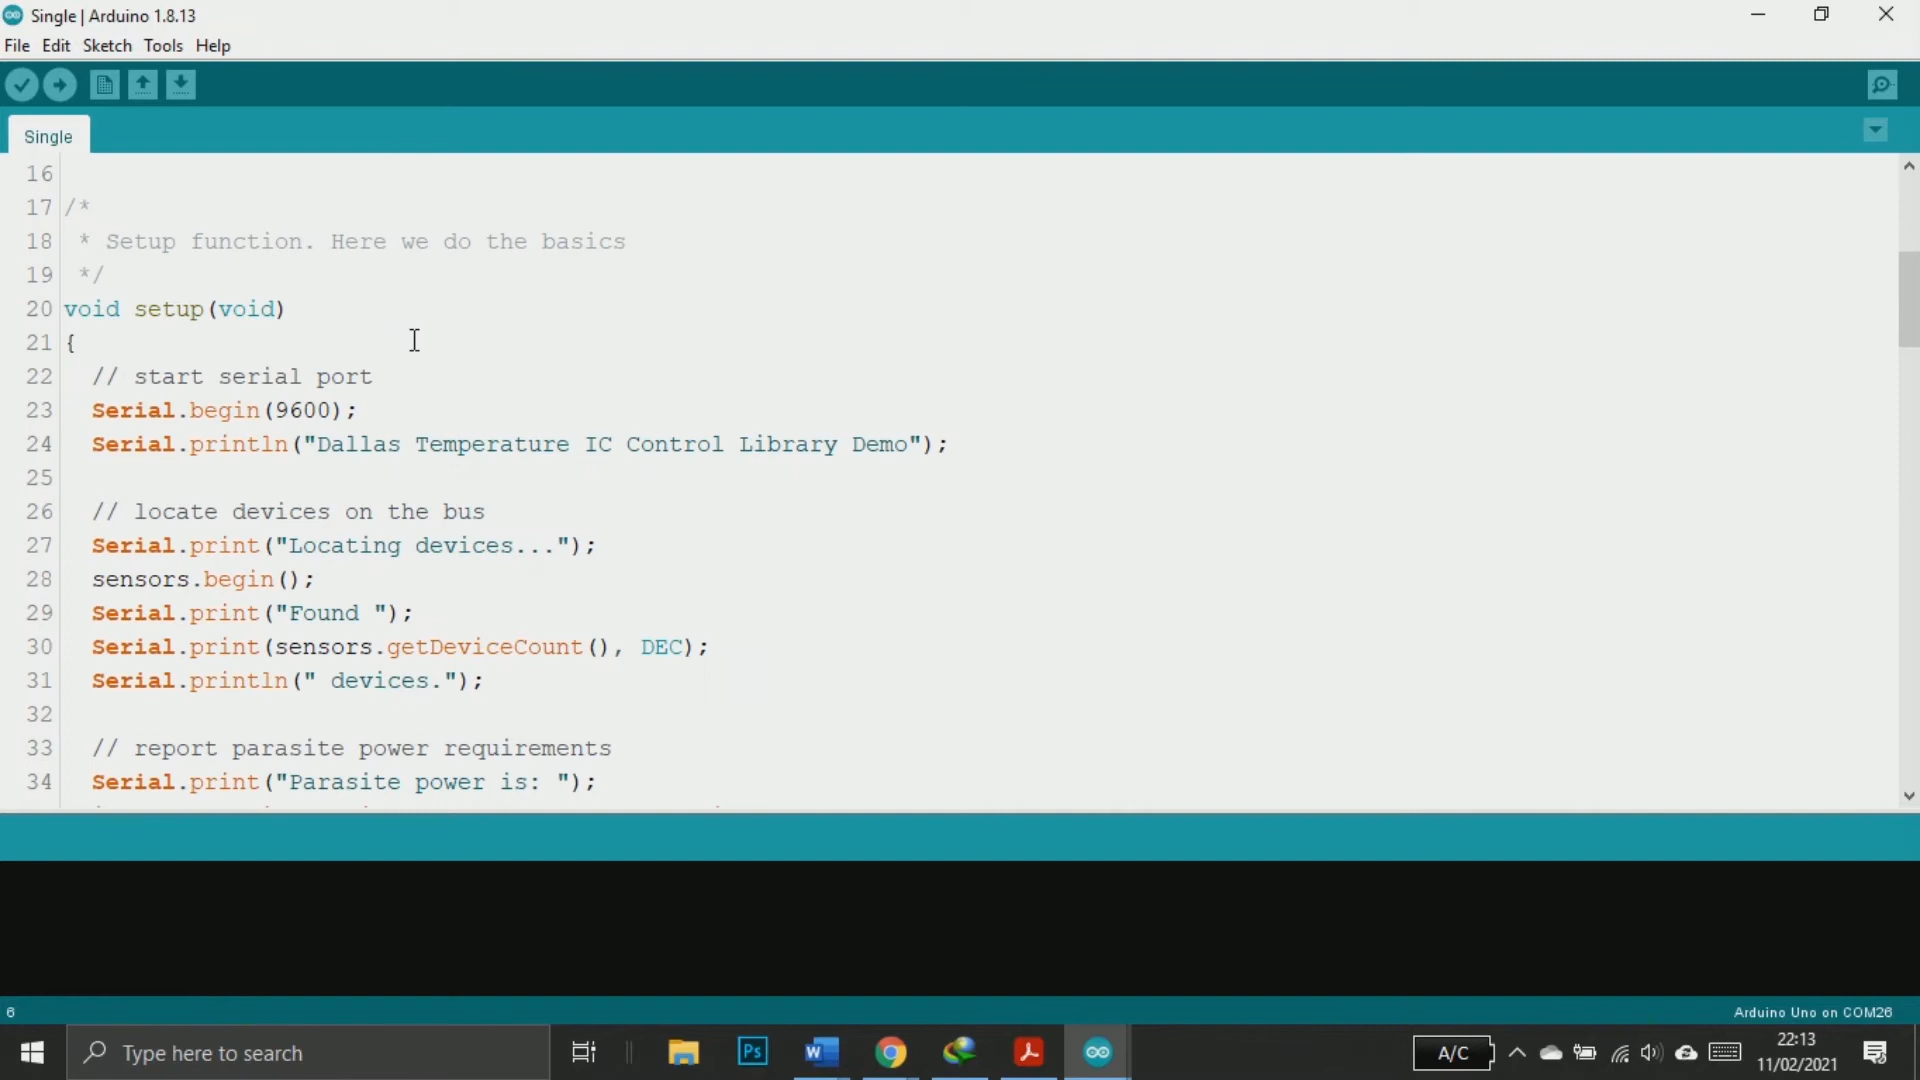 Single | Arduino 1.8.13
File Edit Sketch Tools Help
Single
16
17 /*
18 * Setup function. Here we do the basics
19 */
20 void setup(void)
21 {
22 // start serial port
23 Serial.begin(9600);
24 Serial.println("Dallas Temperature IC Control Library Demo");
25
26 // locate devices on the bus
27 Serial.print("Locating devices...");
28 sensors.begin();
29 Serial.print("Found ");
30 Serial.print(sensors.getDeviceCount(), DEC);
31 Serial.println(" devices.");
32
33 // report parasite power requirements
34 Serial.print("Parasite power is: ");
6
Arduino Uno on COM26
Type here to search
Ps
W
A/C
22:13
11/02/2021